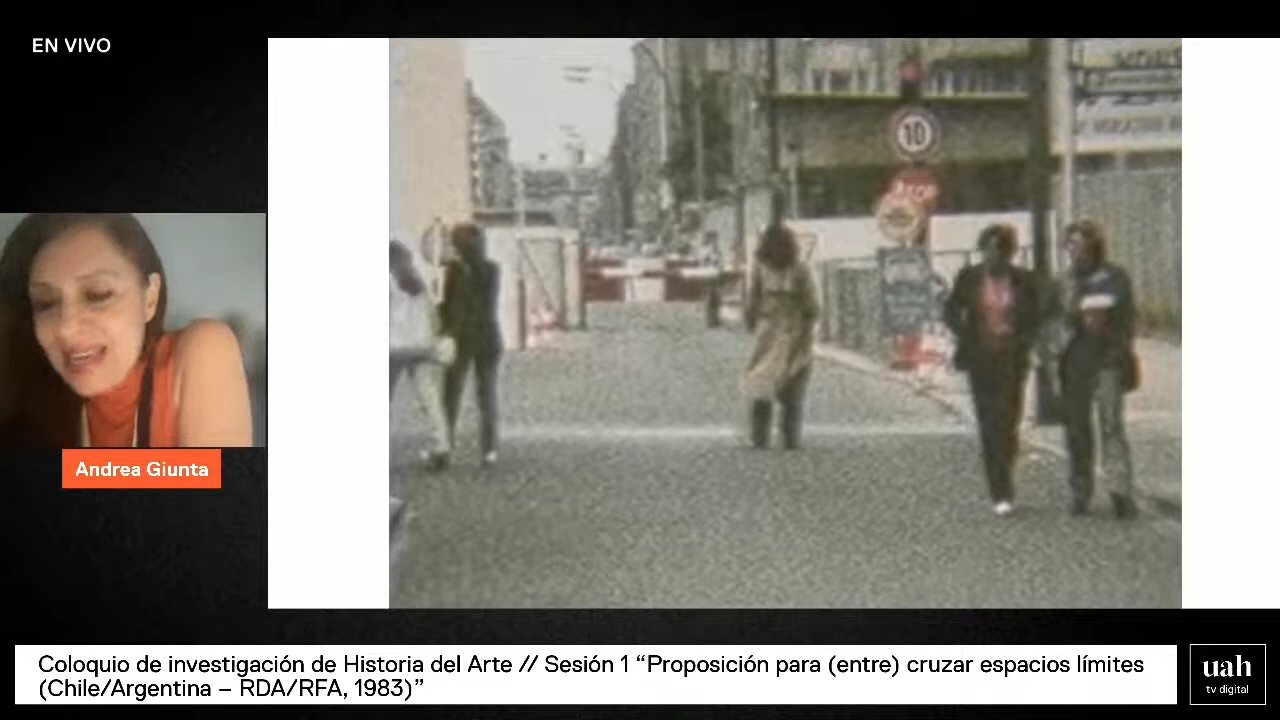 EN VIVO
10
Andrea Giunta
Coloquio de investigación de Historia del Arte // Sesión 1 “Proposición para (entre) cruzar espacios límites
(Chile/Argentina – RDA/RFA, 1983)”
uah
tv digital